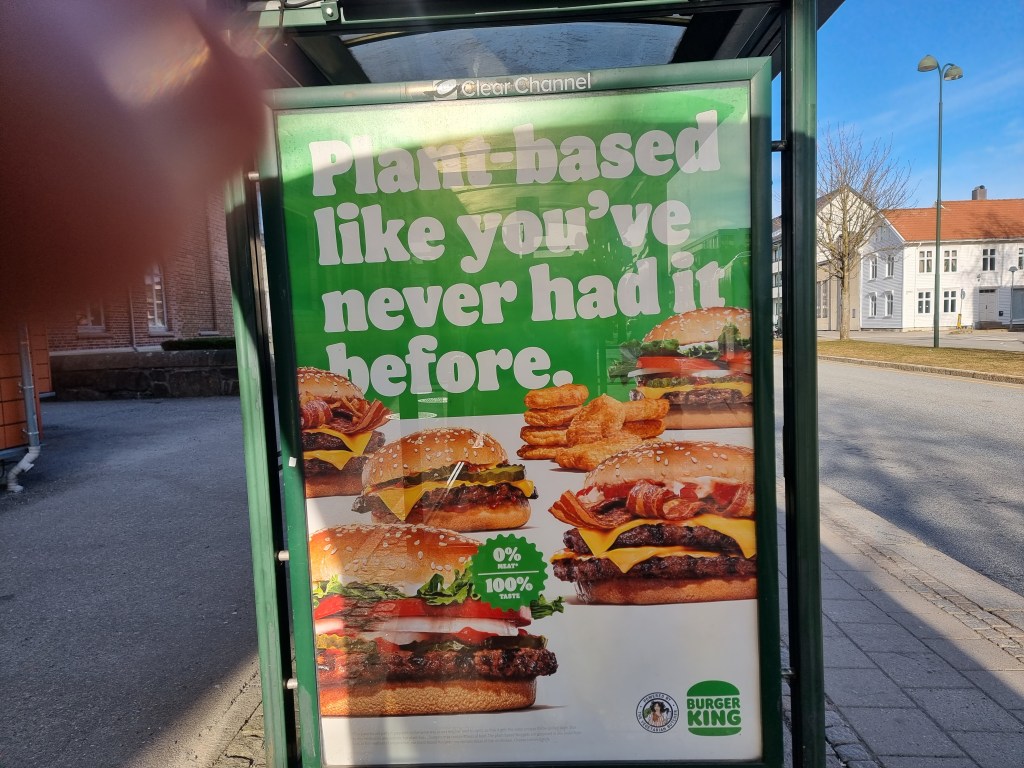 Clear Channel
Plant-based
like you've
never had it
before.
0%
MEAT*
100%
TASTE
BURGER
KING